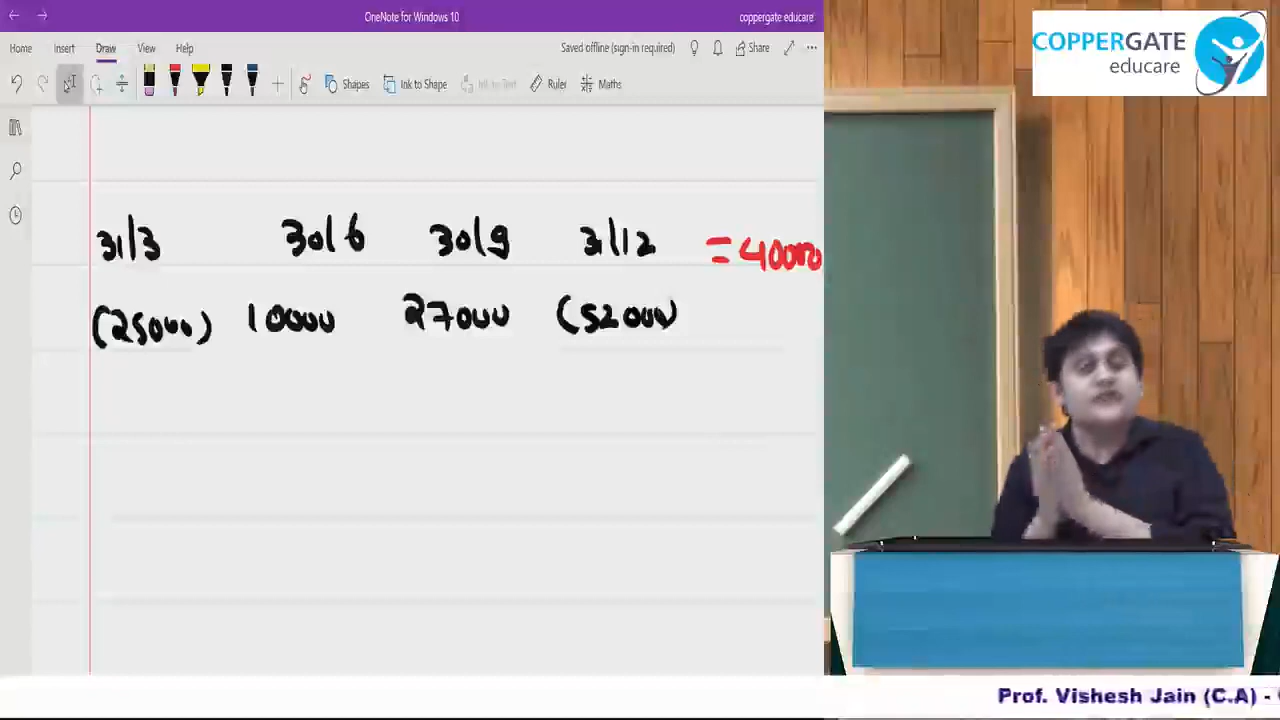 OneNote for Windows 10
coppergate educare
Home Insert Draw View Help
Saved offline (sign-in required)
Share
Shapes
Ink to Shape
Ink to Text
Ruler
Maths
COPPERGATE
educare
31/3 30/6 30/9 31/12 = 40000
(25000) 10000 27000 (52000)
Prof. Vishesh Jain (C.A) -